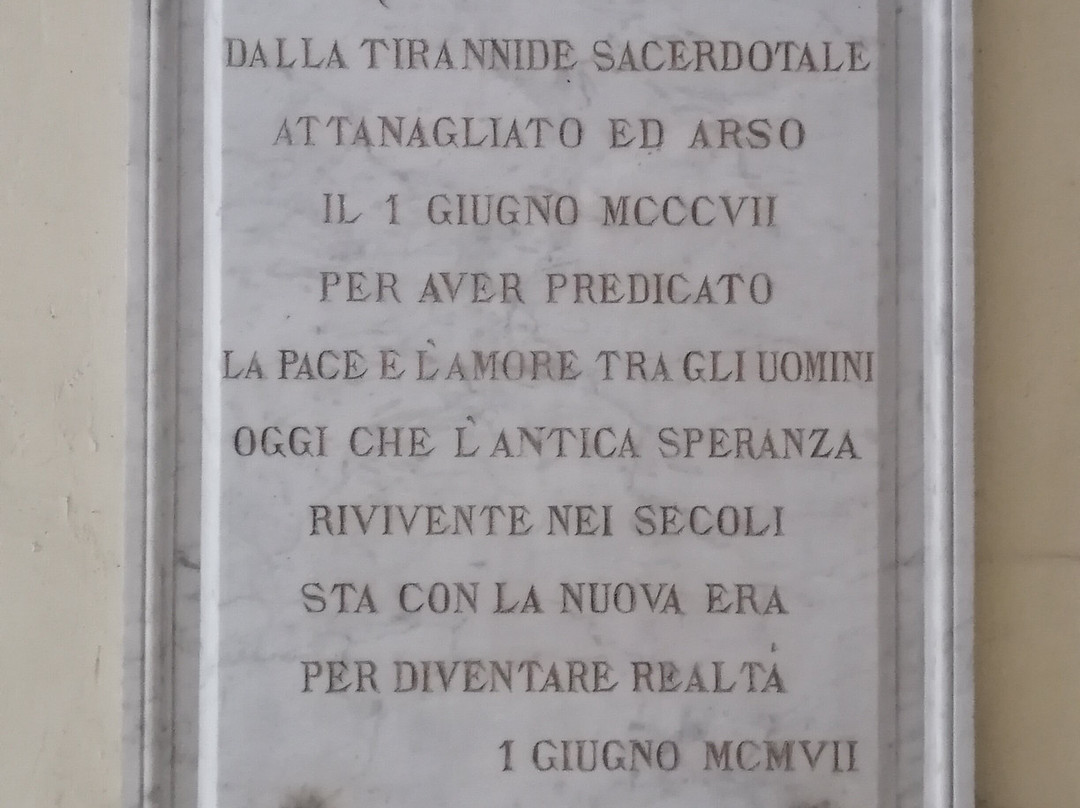 DALLA TIRANNIDE SACERDOTALE
ATTANAGLIATO ED ARSO
IL 1 GIUGNO MCCCVII
PER AVER PREDICATO
LA PACE E L'AMORE TRA GLI UOMINI
OGGI CHE L'ANTICA SPERANZA
RIVIVENTE NEI SECOLI
STA CON LA NUOVA ERA
PER DIVENTARE REALTÁ
1 GIUGNO MCMVII